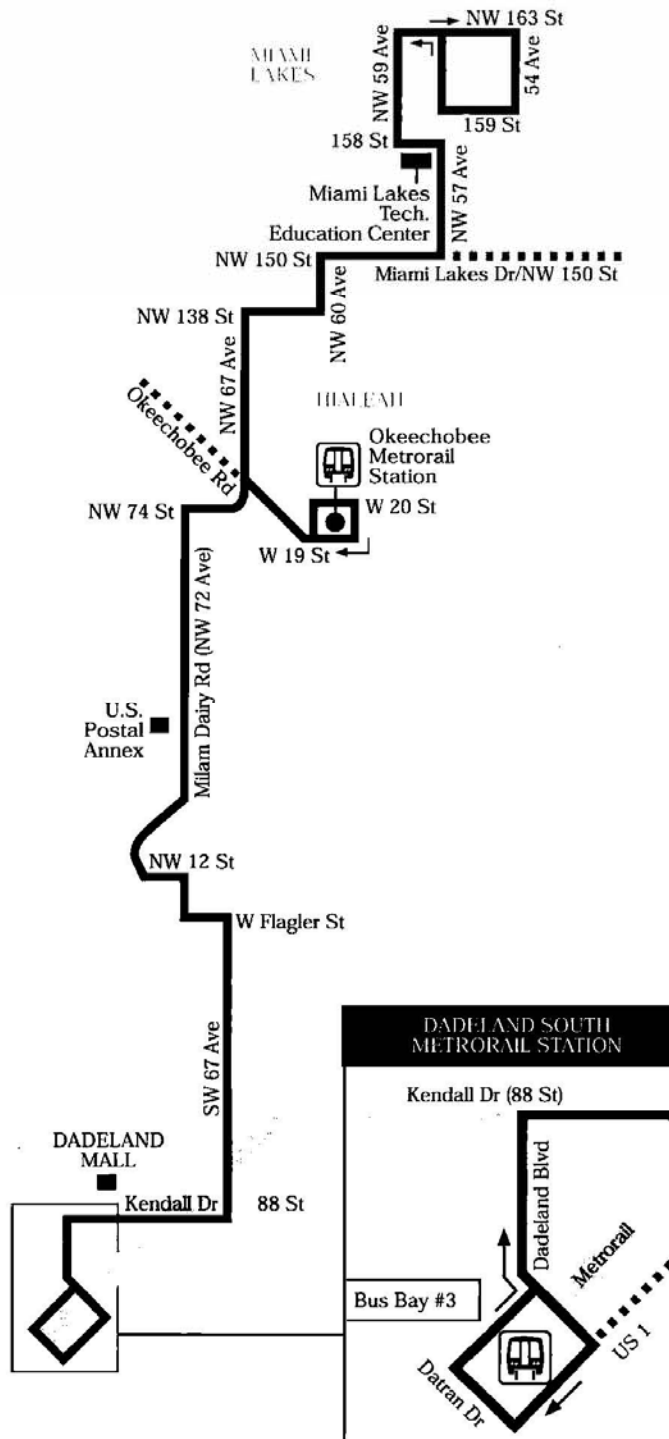 NW 163 St
MIAMI
LAKES
NW 59 Ave
54 Ave
159 St
158 St
NW 57 Ave
Miami Lakes
Tech.
Education Center
NW 150 St
Miami Lakes Dr/NW 150 St
NW 60 Ave
NW 138 St
NW 67 Ave
Okeechobee Rd
HIALEAH
Okeechobee
Metrorail
Station
NW 74 St
W 20 St
W 19 St
Milam Dairy Rd (NW 72 Ave)
U.S.
Postal
Annex
NW 12 St
W Flagler St
SW 67 Ave
DADELAND
MALL
Kendall Dr
88 St
DADELAND SOUTH
METRORAIL STATION
Kendall Dr (88 St)
Dadeland Blvd
Metrorail
Bus Bay #3
US 1
Datran Dr